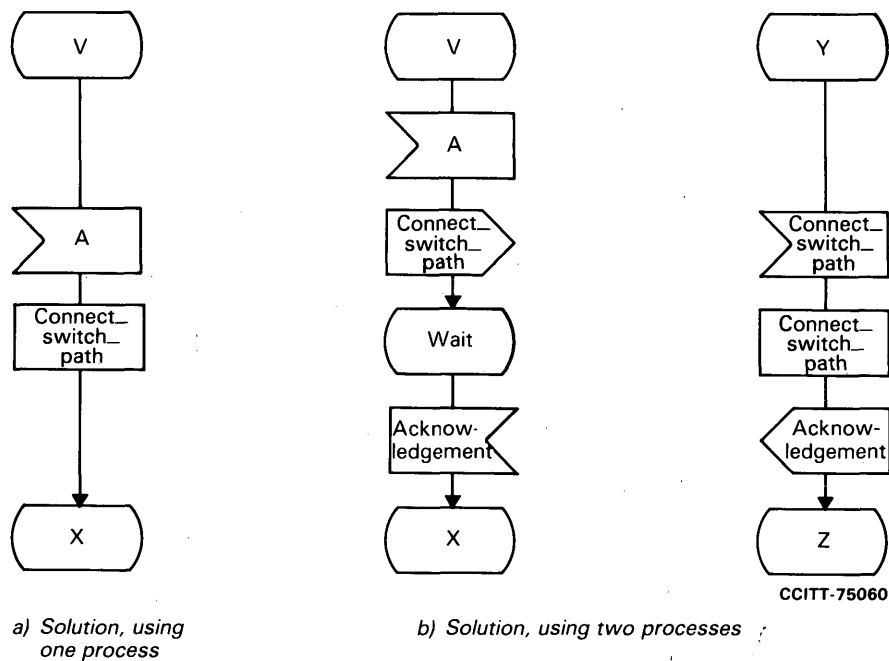 V
A
Connect_
switch_
path
X
a) Solution, using
one process
V
A
Connect_
switch_
path
Wait
Acknow-
ledgement
X
Y
Connect_
switch_
path
Connect_
switch_
path
Acknow-
ledgement
Z
CCITT-75060
b) Solution, using two processes